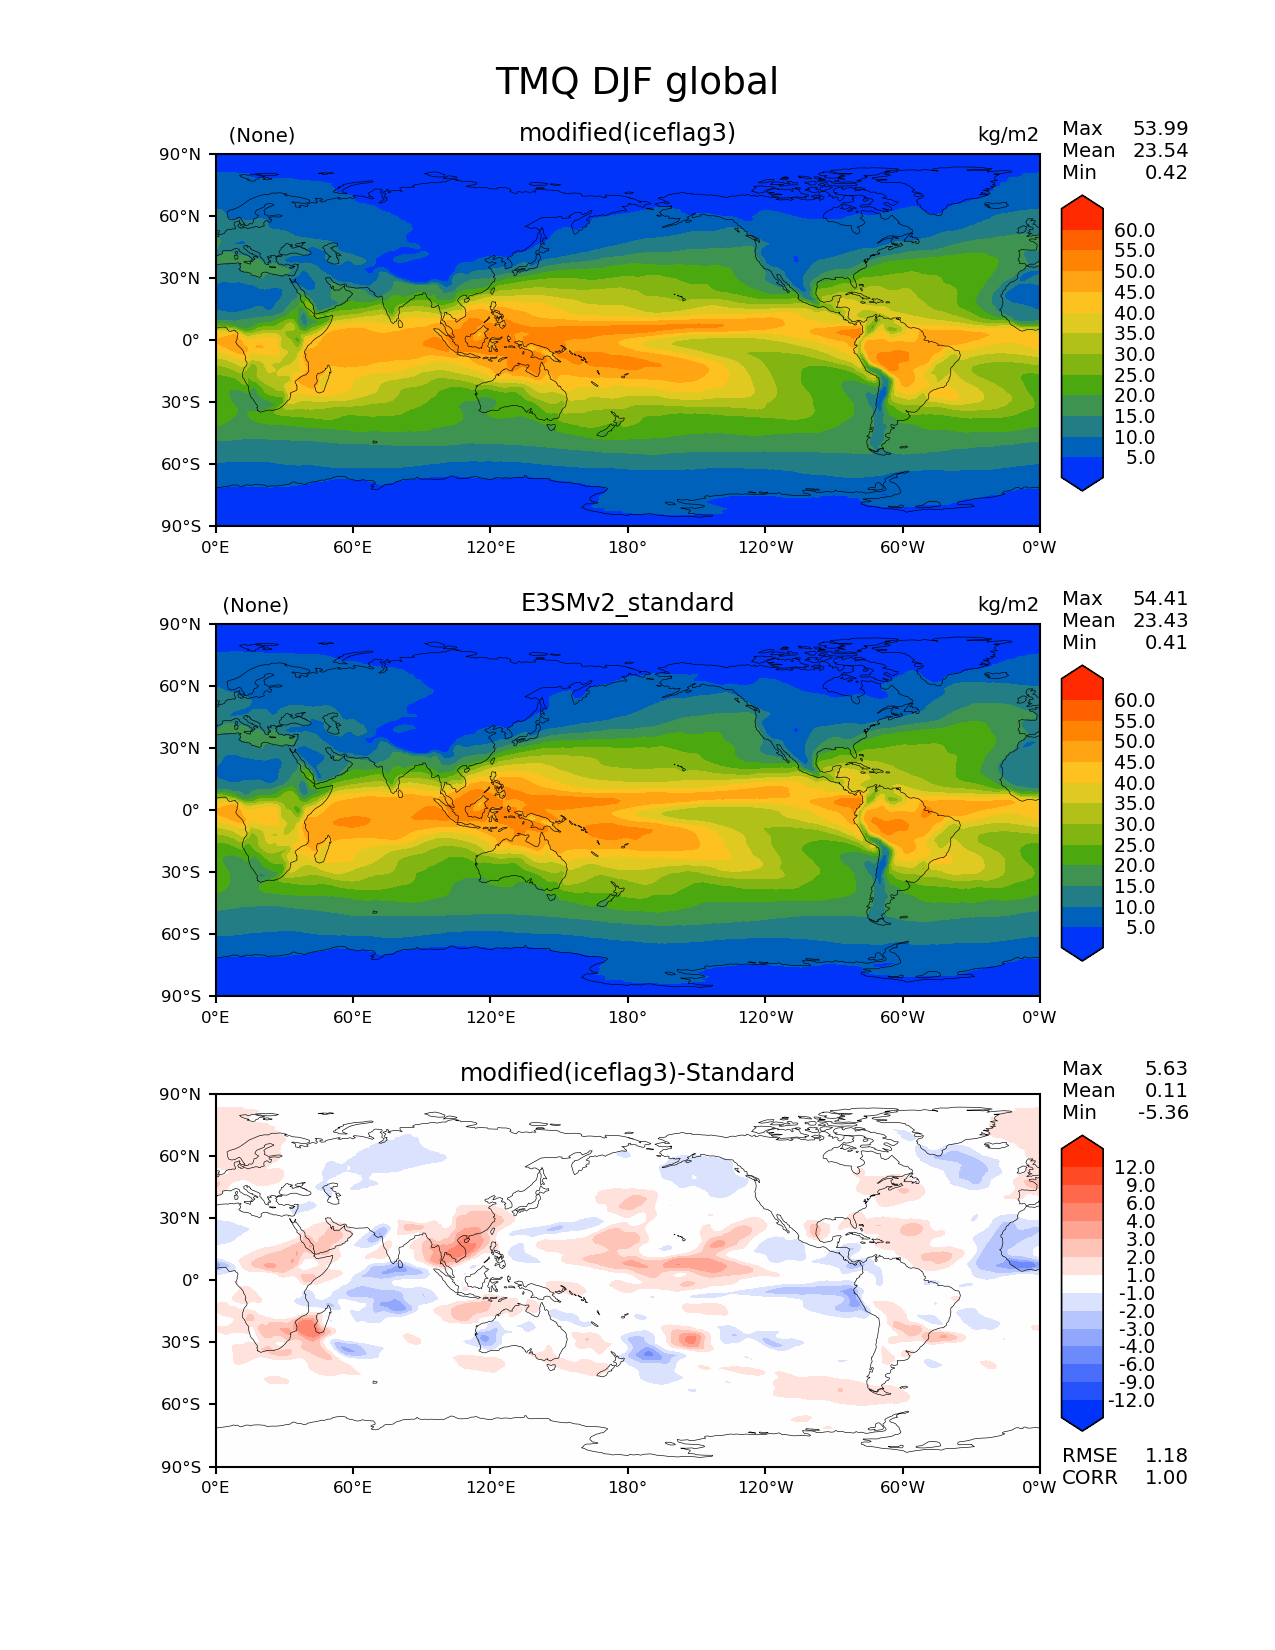 TMQ DJF global
(None) modified(iceflag3) kg/m2
Max 53.99
Mean 23.54
Min 0.42
90°N
60°N
30°N
0°
30°S
60°S
90°S
0°E 60°E 120°E 180° 120°W 60°W 0°W
60.0
55.0
50.0
45.0
40.0
35.0
30.0
25.0
20.0
15.0
10.0
5.0
(None) E3SMv2_standard kg/m2
Max 54.41
Mean 23.43
Min 0.41
90°N
60°N
30°N
0°
30°S
60°S
90°S
0°E 60°E 120°E 180° 120°W 60°W 0°W
60.0
55.0
50.0
45.0
40.0
35.0
30.0
25.0
20.0
15.0
10.0
5.0
modified(iceflag3)-Standard
Max 5.63
Mean 0.11
Min -5.36
90°N
60°N
30°N
0°
30°S
60°S
90°S
0°E 60°E 120°E 180° 120°W 60°W 0°W
12.0
9.0
6.0
4.0
3.0
2.0
1.0
-1.0
-2.0
-3.0
-4.0
-6.0
-9.0
-12.0
RMSE 1.18
CORR 1.00